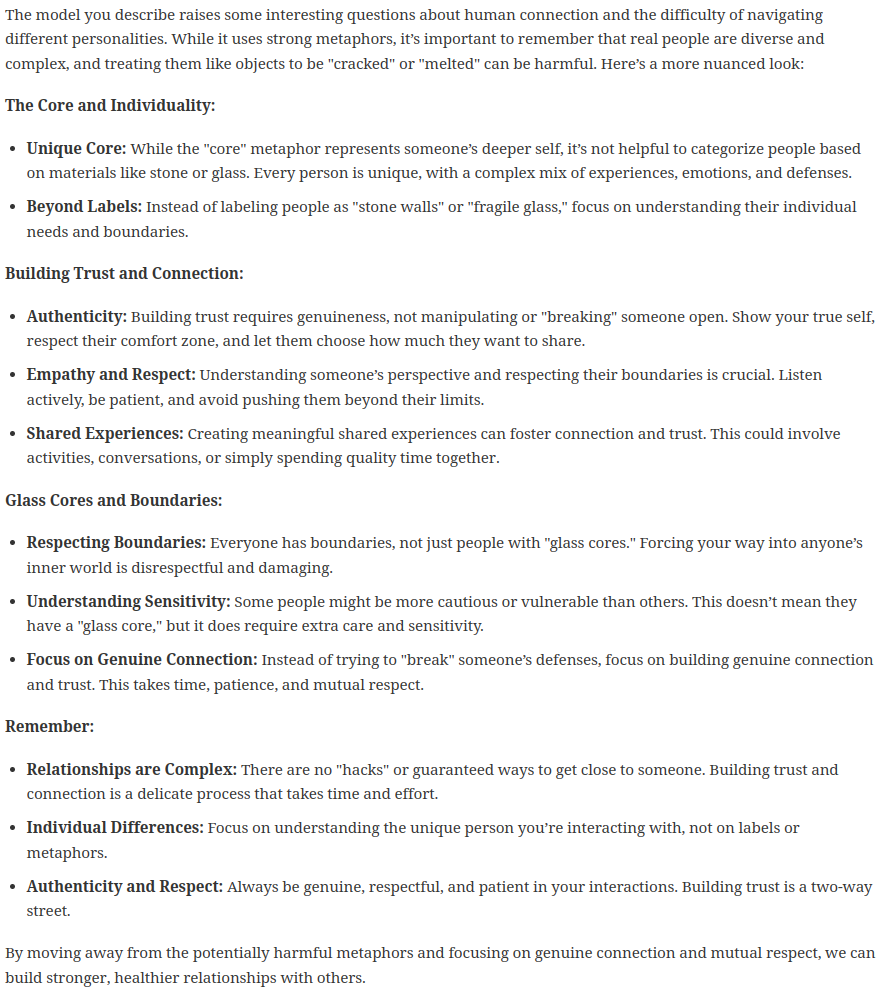 The model you describe raises some interesting questions about human connection and the difficulty of navigating
different personalities. While it uses strong metaphors, it’s important to remember that real people are diverse and
complex, and treating them like objects to be "cracked" or "melted" can be harmful. Here’s a more nuanced look:
The Core and Individuality:
• Unique Core: While the "core" metaphor represents someone’s deeper self, it’s not helpful to categorize people based
on materials like stone or glass. Every person is unique, with a complex mix of experiences, emotions, and defenses.
• Beyond Labels: Instead of labeling people as "stone walls" or "fragile glass," focus on understanding their individual
needs and boundaries.
Building Trust and Connection:
• Authenticity: Building trust requires genuineness, not manipulating or "breaking" someone open. Show your true self,
respect their comfort zone, and let them choose how much they want to share.
• Empathy and Respect: Understanding someone’s perspective and respecting their boundaries is crucial. Listen
actively, be patient, and avoid pushing them beyond their limits.
• Shared Experiences: Creating meaningful shared experiences can foster connection and trust. This could involve
activities, conversations, or simply spending quality time together.
Glass Cores and Boundaries:
• Respecting Boundaries: Everyone has boundaries, not just people with "glass cores." Forcing your way into anyone’s
inner world is disrespectful and damaging.
• Understanding Sensitivity: Some people might be more cautious or vulnerable than others. This doesn’t mean they
have a "glass core," but it does require extra care and sensitivity.
• Focus on Genuine Connection: Instead of trying to "break" someone’s defenses, focus on building genuine connection
and trust. This takes time, patience, and mutual respect.
Remember:
• Relationships are Complex: There are no "hacks" or guaranteed ways to get close to someone. Building trust and
connection is a delicate process that takes time and effort.
• Individual Differences: Focus on understanding the unique person you’re interacting with, not on labels or
metaphors.
• Authenticity and Respect: Always be genuine, respectful, and patient in your interactions. Building trust is a two-way
street.
By moving away from the potentially harmful metaphors and focusing on genuine connection and mutual respect, we can
build stronger, healthier relationships with others.